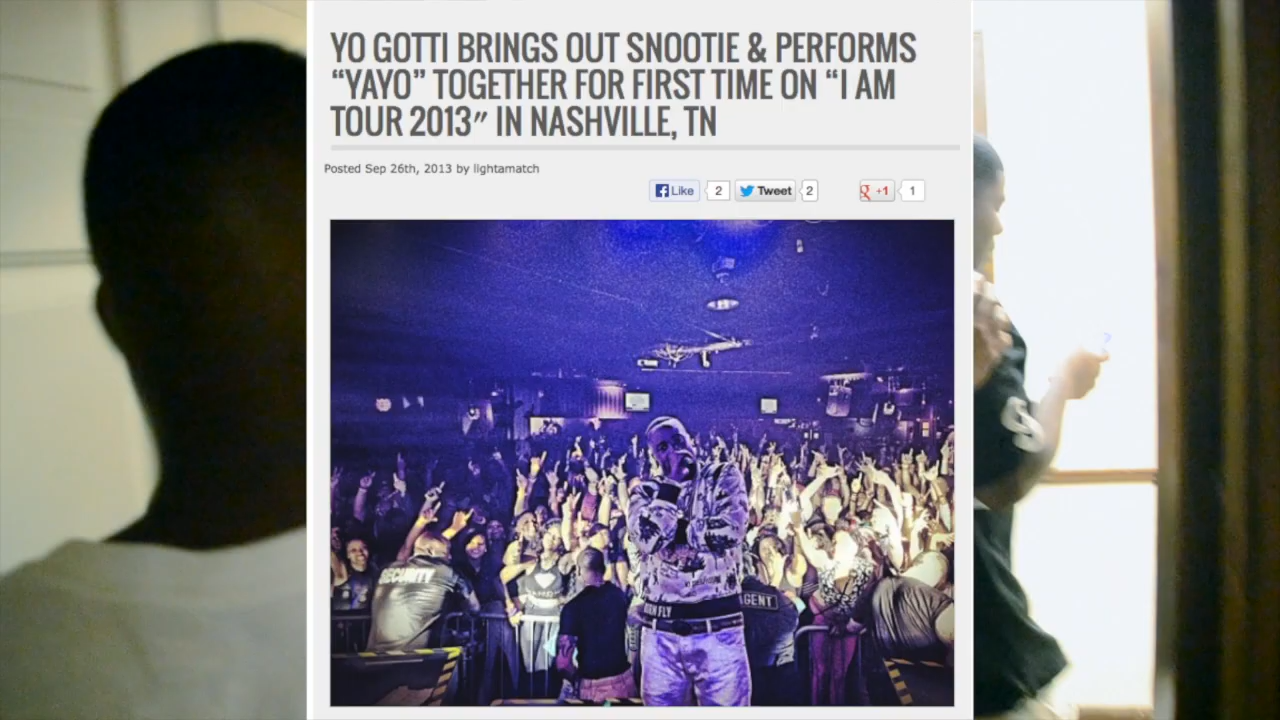 YO GOTTI BRINGS OUT SNOOTIE & PERFORMS
“YAYO” TOGETHER FOR FIRST TIME ON “I AM
TOUR 2013″ IN NASHVILLE, TN
Posted Sep 26th, 2013 by lightamatch
Like 2 Tweet 2 +1 1
SECURITY
AGENT
S